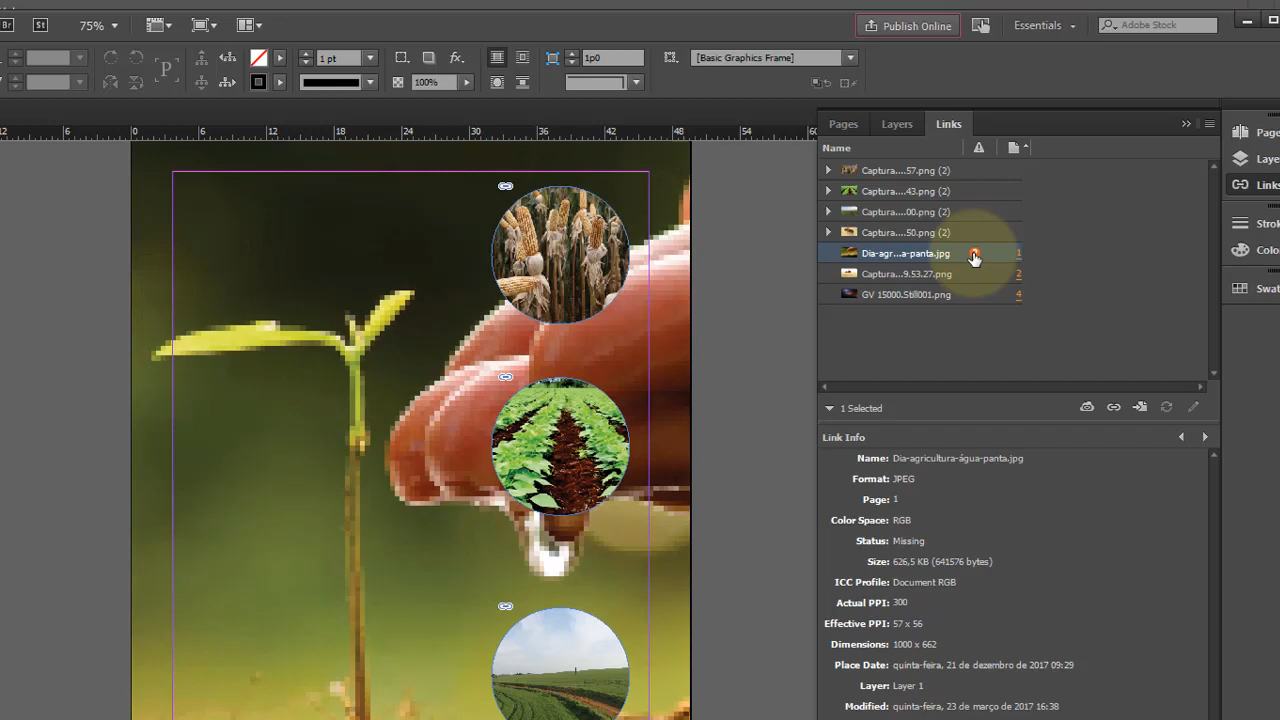 Br St 75% Publish Online Essentials Adobe Stock
1 pt 1p0 [Basic Graphics Frame]
P fx.
100%
12 6 0 6 12 18 24 30 36 42 48 54 60
Pages Layers Links
Pages
Name
Captura....57.png (2)
Layer
Captura....43.png (2)
Links
Captura....00.png (2)
Captura....50.png (2)
Strok
Dia-agr...a-panta.jpg 1
Colo
Captura...9.53.27.png 2
GV 15000.Still001.png 4
Swat
1 Selected
Link Info
Name: Dia-agricultura-água-panta.jpg
Format: JPEG
Page: 1
Color Space: RGB
Status: Missing
Size: 626,5 KB (641576 bytes)
ICC Profile: Document RGB
Actual PPI: 300
Effective PPI: 57 x 56
Dimensions: 1000 x 662
Place Date: quinta-feira, 21 de dezembro de 2017 09:29
Layer: Layer 1
Modified: quinta-feira, 23 de março de 2017 16:38